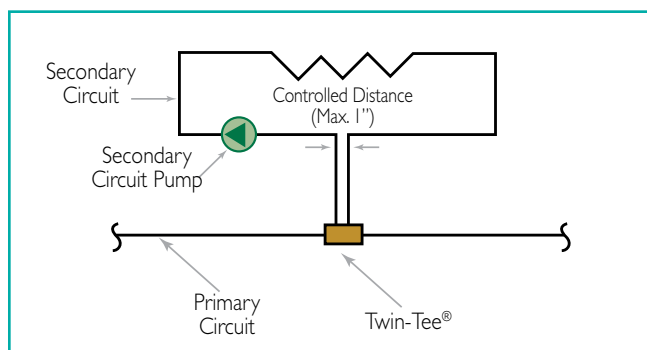 Secondary
Circuit
Controlled Distance
(Max. 1”)
Secondary
Circuit Pump
Primary
Circuit
Twin-Tee®